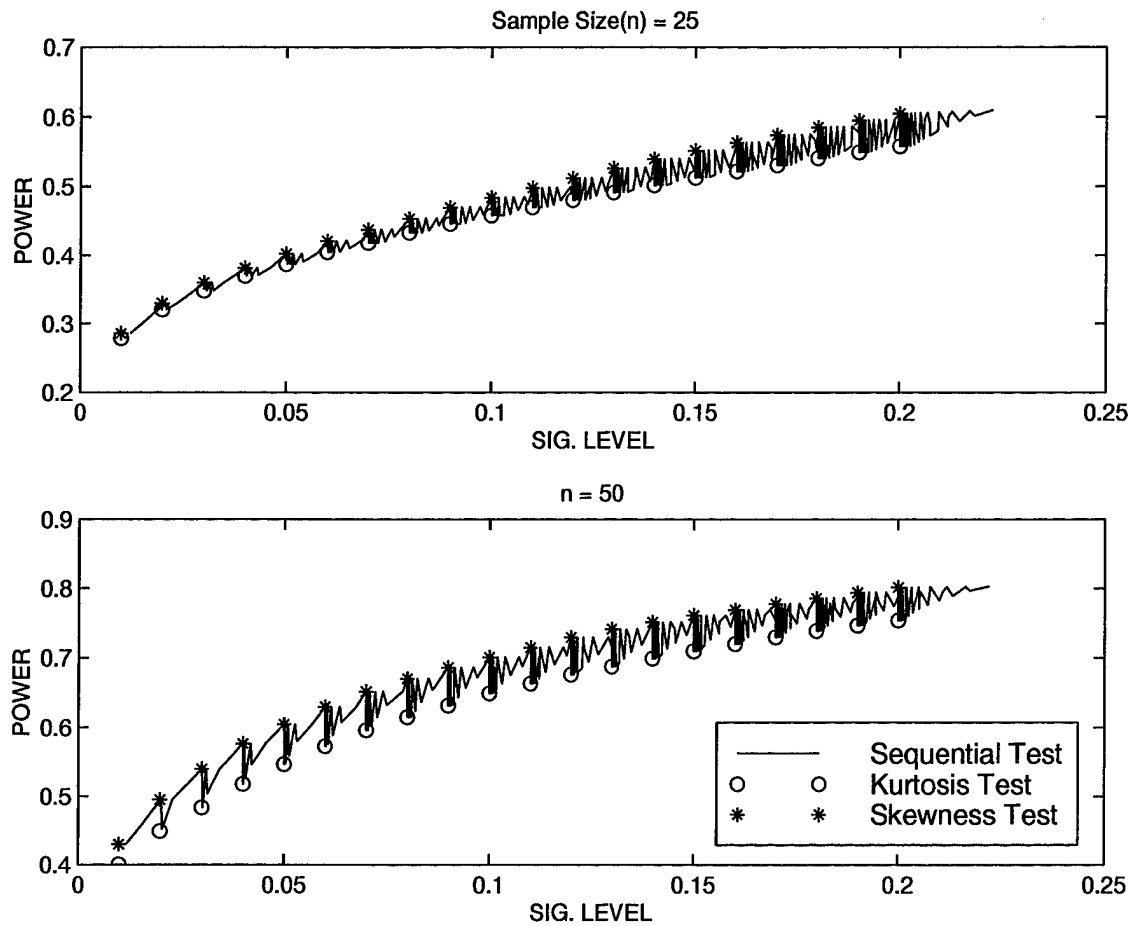 Sample Size(n) = 25
0.7
0.6
0.5
0.4
0.3
0.2
POWER
0
0.05
0.1
0.15
0.2
0.25
SIG. LEVEL
n = 50
0.9
0.8
0.7
0.6
0.5
0.4
POWER
Sequential Test
Kurtosis Test
Skewness Test
0
0.05
0.1
0.15
0.2
0.25
SIG. LEVEL